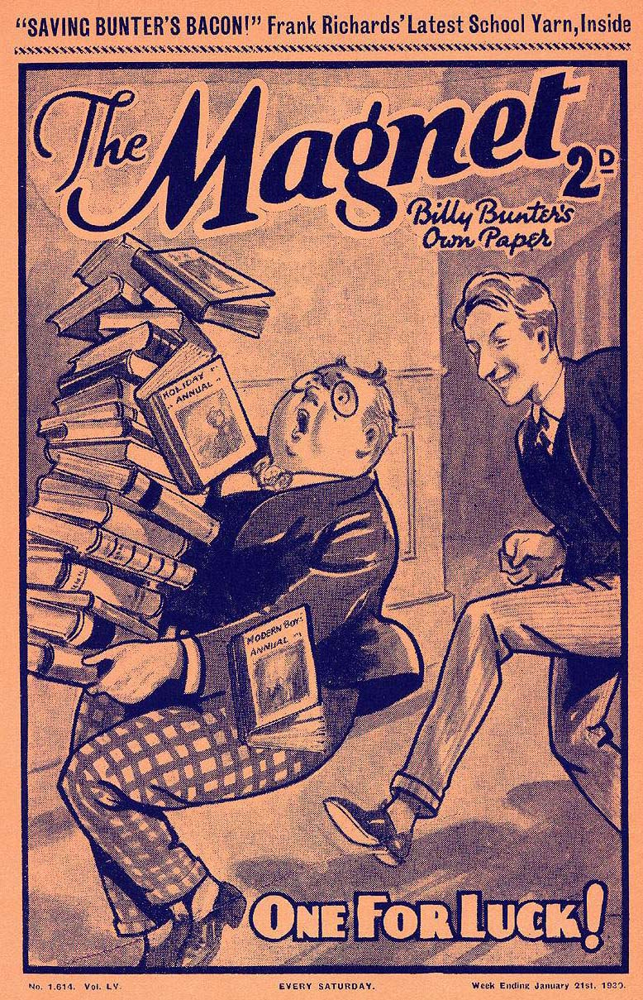 “SAVING BUNTER'S BACON!” Frank Richards' Latest School Yarn, Inside
The Magnet 2D
Billy Bunter's
Own Paper
HOLIDAY
ANNUAL
MODERN BOY'S
ANNUAL
ONE FOR LUCK!
No. 1,614. Vol. LV. EVERY SATURDAY. Week Ending January 21st, 1939.